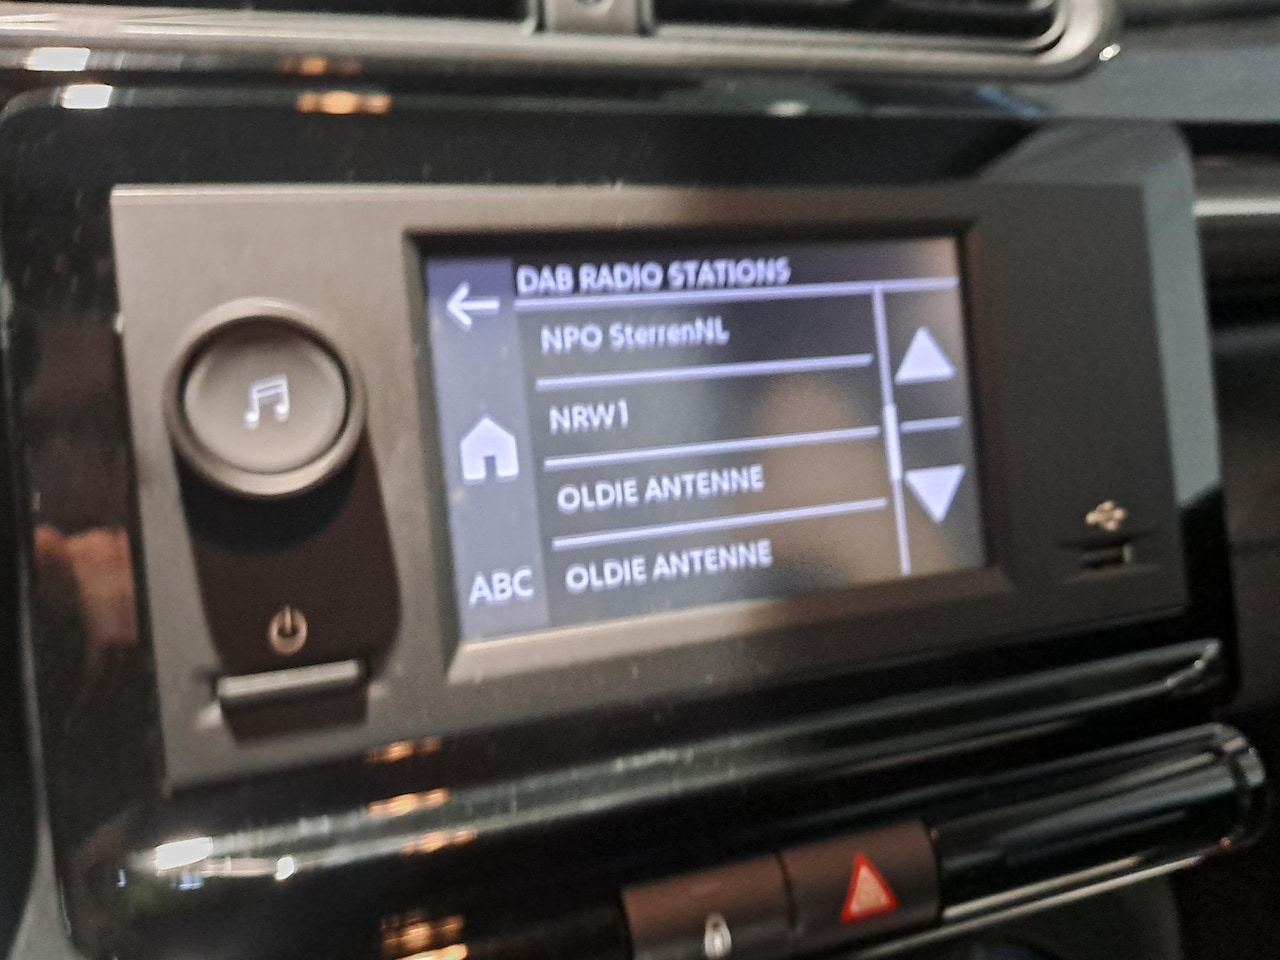 DAB RADIO STATIONS
NPO SterrenNL
NRW1
OLDIE ANTENNE
OLDIE ANTENNE
ABC